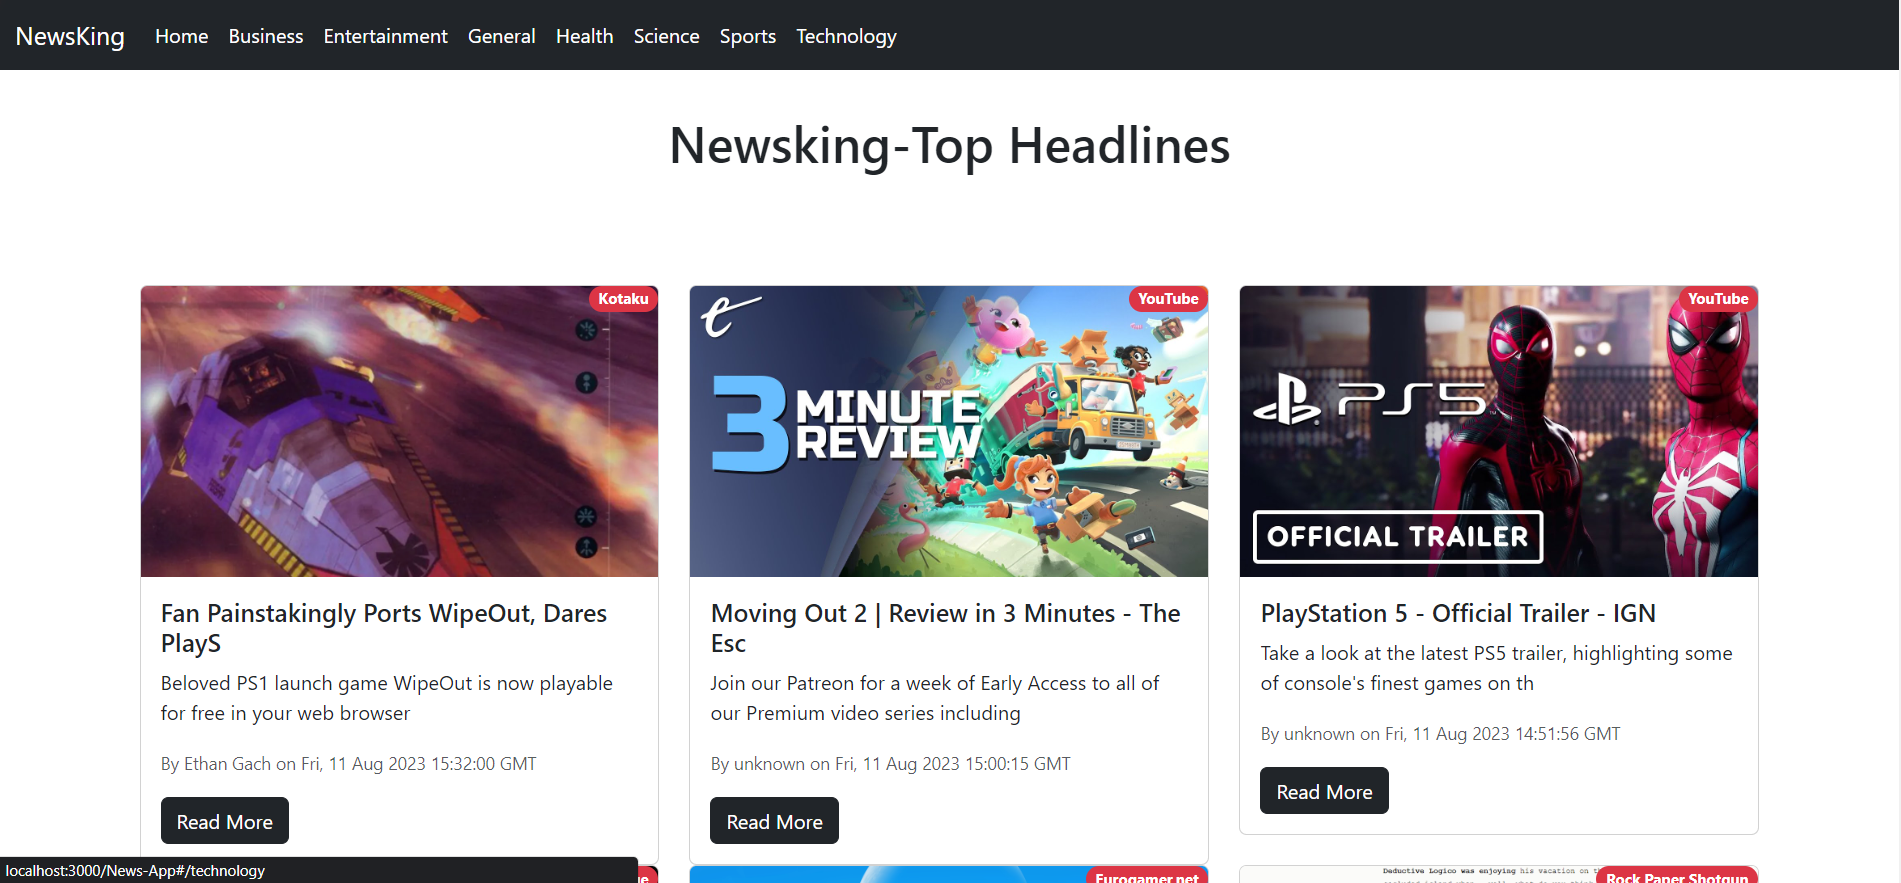 NewsKing Home Business Entertainment General Health Science Sports Technology
Newsking-Top Headlines
Kotaku
Fan Painstakingly Ports WipeOut, Dares
PlayS
Beloved PS1 launch game WipeOut is now playable
for free in your web browser
By Ethan Gach on Fri, 11 Aug 2023 15:32:00 GMT
Read More
YouTube
e
3 MINUTE
REVIEW
Moving Out 2 | Review in 3 Minutes - The
Esc
Join our Patreon for a week of Early Access to all of
our Premium video series including
By unknown on Fri, 11 Aug 2023 15:00:15 GMT
Read More
YouTube
PS5
OFFICIAL TRAILER
PlayStation 5 - Official Trailer - IGN
Take a look at the latest PS5 trailer, highlighting some
of console's finest games on th
By unknown on Fri, 11 Aug 2023 14:51:56 GMT
Read More
Eurogamer.net
Deductive Logico was enjoying his vacation on
Rock Paper Shotgun
localhost:3000/News-App#/technology